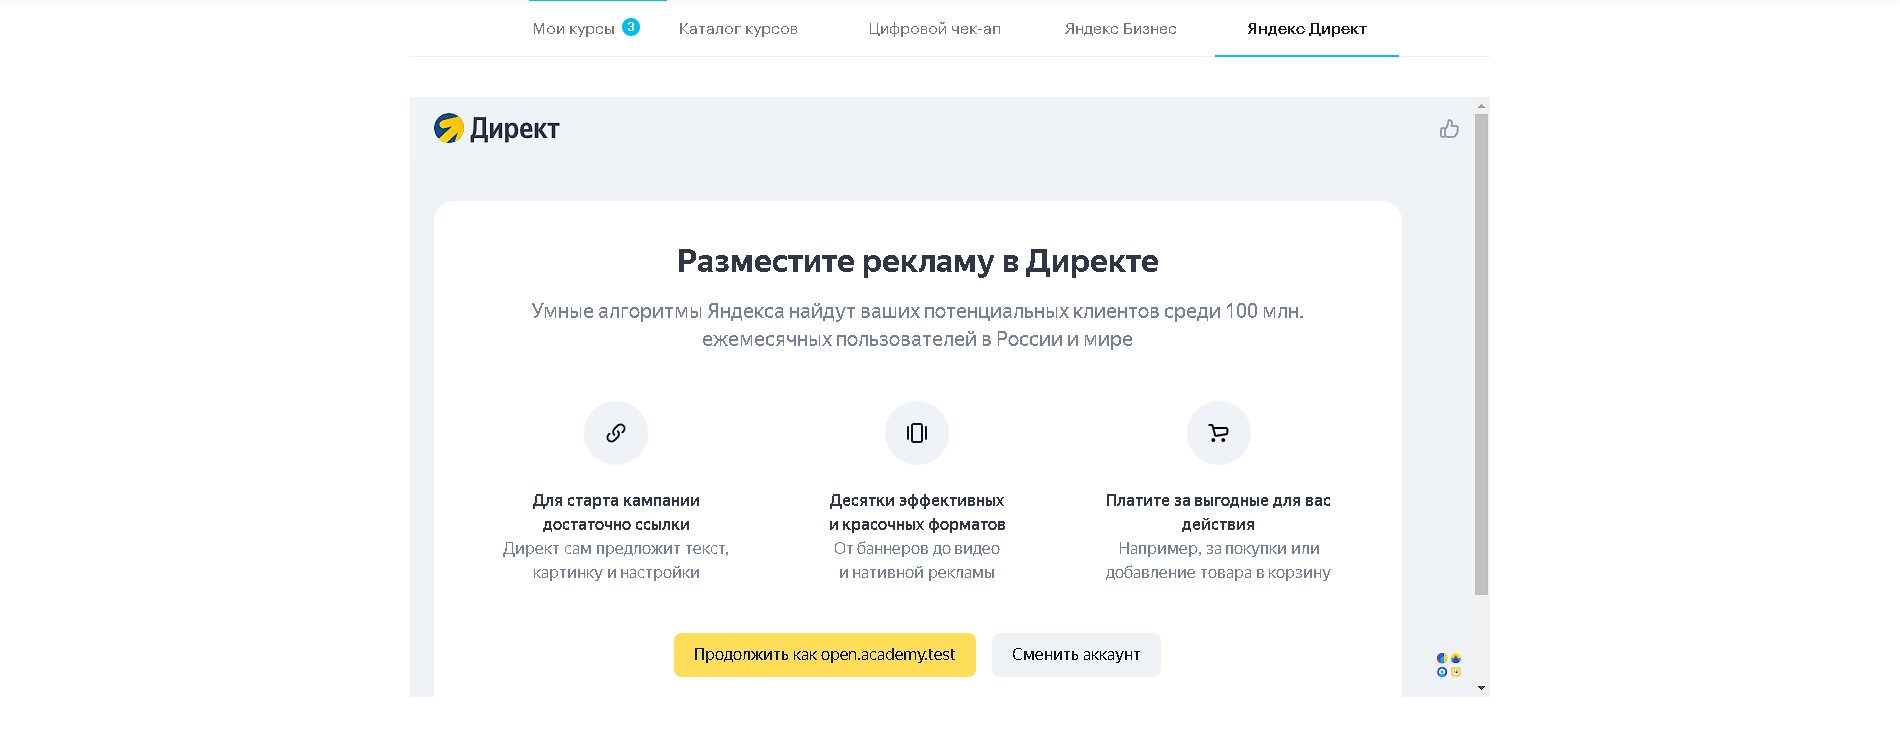 Мои курсы 3 Каталог курсов Цифровой чек-ап Яндекс Бизнес Яндекс Директ
Директ
Разместите рекламу в Директе
Умные алгоритмы Яндекса найдут ваших потенциальных клиентов среди 100 млн.
ежемесячных пользователей в России и мире
Для старта кампании
достаточно ссылки
Директ сам предложит текст,
картинку и настройки
Десятки эффективных
и красочных форматов
От баннеров до видео
и нативной рекламы
Платите за выгодные для вас
действия
Например, за покупки или
добавление товара в корзину
Продолжить как open.academy.test Сменить аккаунт